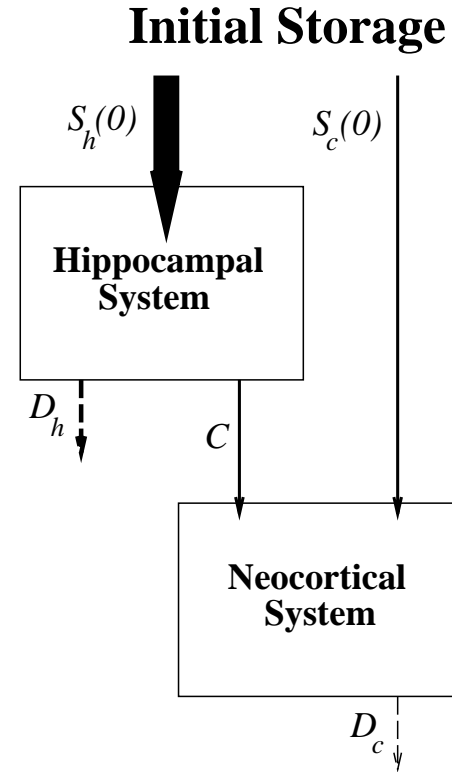 Initial Storage
S_h(0)
S_c(0)
Hippocampal
System
D_h
C
Neocortical
System
D_c